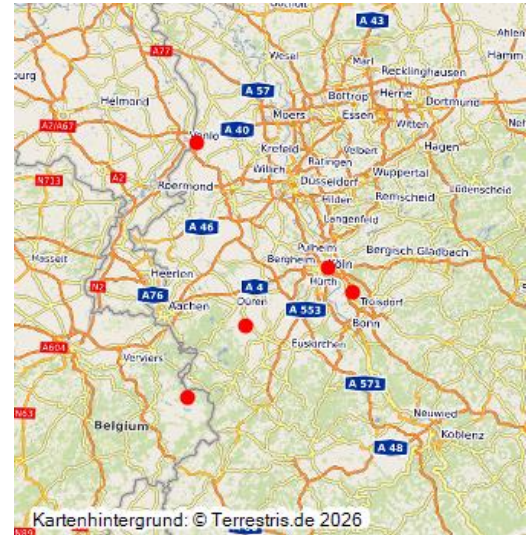 A 43
Ahlen
Wesel
Marl
Recklinghausen
Hamm
A77
A 57
Bottrop
Herne
Dortmund
Helmond
Moers
Essen
Witten
A2/A67
A 40
Hagen
Venlo
Krefeld
Velbert
Ratingen
Willich
Wuppertal
N713
A2
Roermond
Düsseldorf
Lüdenscheid
Hilden
Remscheid
Langenfeld
A 46
Pulheim
Bergisch Gladbach
Hasselt
Bergheim
Köln
Heerlen
Hürth
N2
A76
A 4
Aachen
Düren
A 553
Troisdorf
Bonn
A604
Verviers
Euskirchen
A 571
N63
Belgium
Neuwied
Koblenz
A 48
Kartenhintergrund: © Terrestris.de 2026
N89